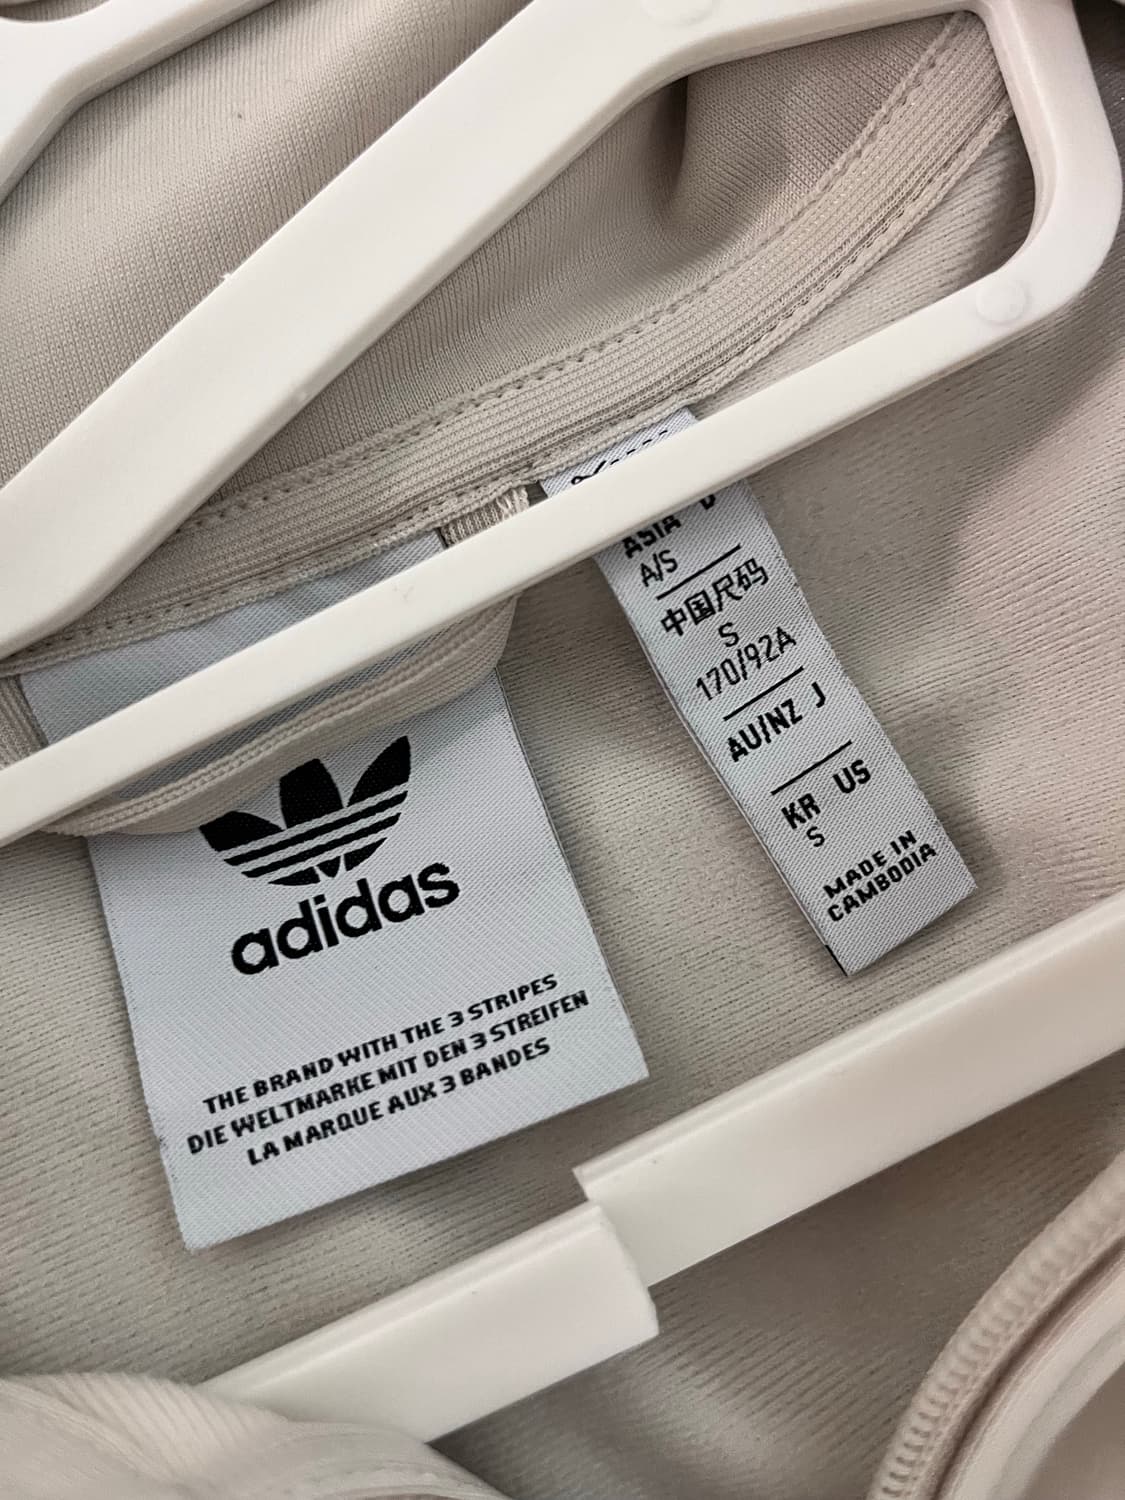 adidas
THE BRAND WITH THE 3 STRIPES
DIE WELTMARKE MIT DEN 3 STREIFEN
LA MARQUE AUX 3 BANDES
ASIA D
A/S
中国尺码
S
170/92A
AU/NZ J
KR US
S
MADE IN
CAMBODIA